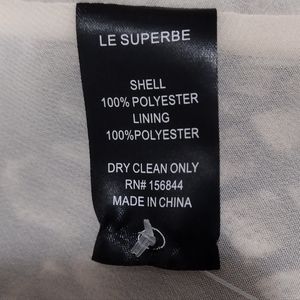 LE SUPERBE
SHELL
100% POLYESTER
LINING
100%POLYESTER
DRY CLEAN ONLY
RN# 156844
MADE IN CHINA